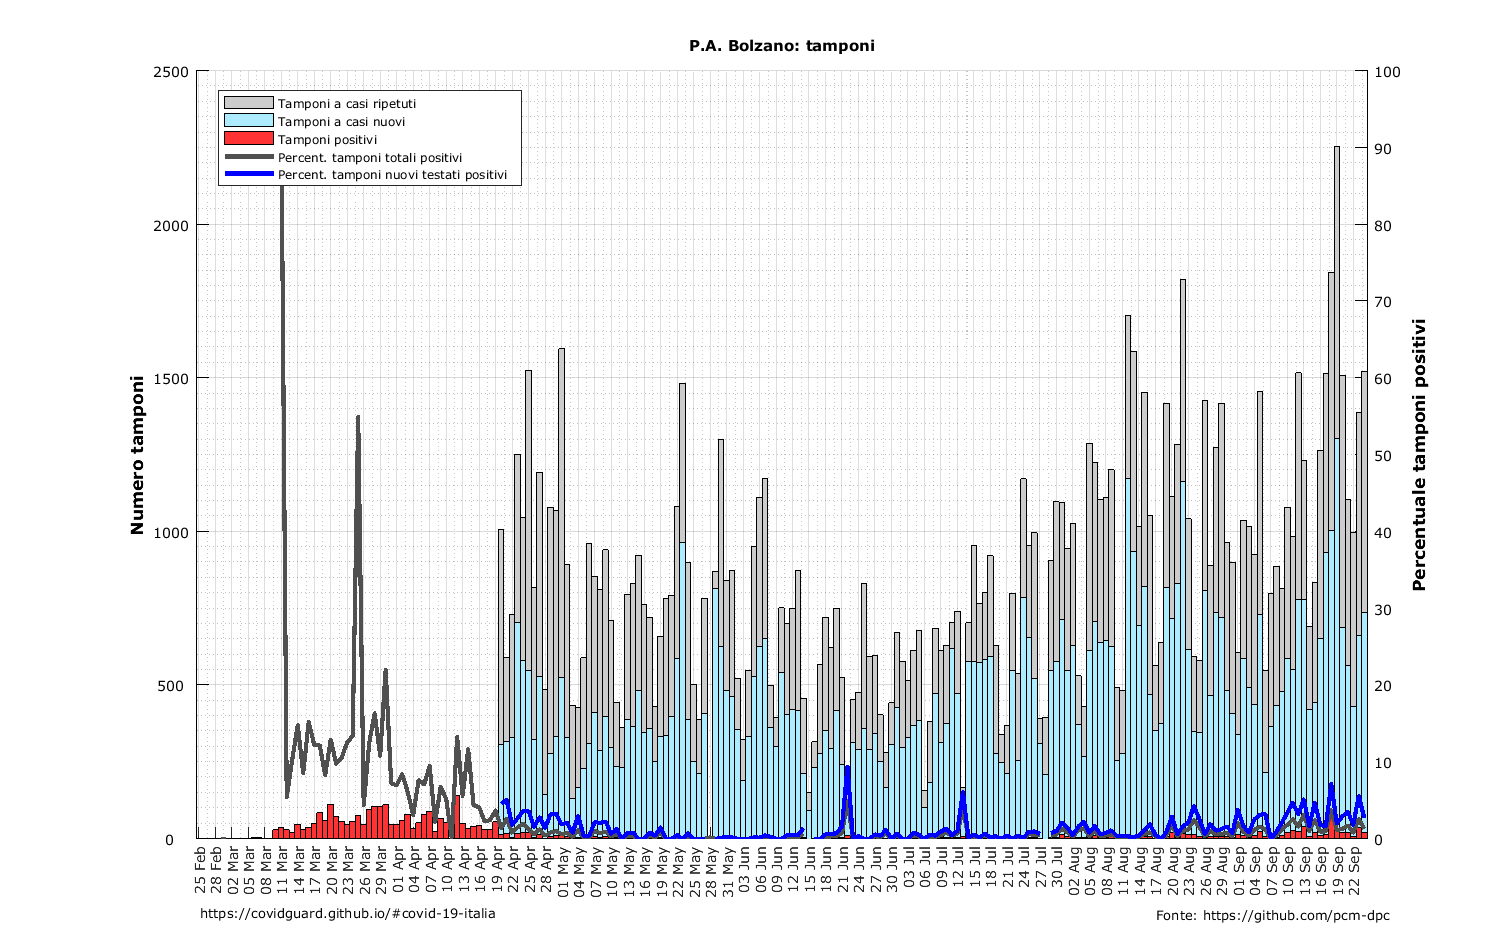 P.A. Bolzano: tamponi
2500
2000
1500
1000
500
0
Numero tamponi
Tamponi a casi ripetuti
Tamponi a casi nuovi
Tamponi positivi
Percent. tamponi totali positivi
Percent. tamponi nuovi testati positivi
100
90
80
70
60
50
40
30
20
10
0
Percentuale tamponi positivi
25 Feb
28 Feb
02 Mar
05 Mar
08 Mar
11 Mar
14 Mar
17 Mar
20 Mar
23 Mar
26 Mar
29 Mar
01 Apr
04 Apr
07 Apr
10 Apr
13 Apr
16 Apr
19 Apr
22 Apr
25 Apr
28 Apr
01 May
04 May
07 May
10 May
13 May
16 May
19 May
22 May
25 May
28 May
31 May
03 Jun
06 Jun
09 Jun
12 Jun
15 Jun
18 Jun
21 Jun
24 Jun
27 Jun
30 Jun
03 Jul
06 Jul
09 Jul
12 Jul
15 Jul
18 Jul
21 Jul
24 Jul
27 Jul
30 Jul
02 Aug
05 Aug
08 Aug
11 Aug
14 Aug
17 Aug
20 Aug
23 Aug
26 Aug
29 Aug
01 Sep
04 Sep
07 Sep
10 Sep
13 Sep
16 Sep
19 Sep
22 Sep
https://covidguard.github.io/#covid-19-italia
Fonte: https://github.com/pcm-dpc